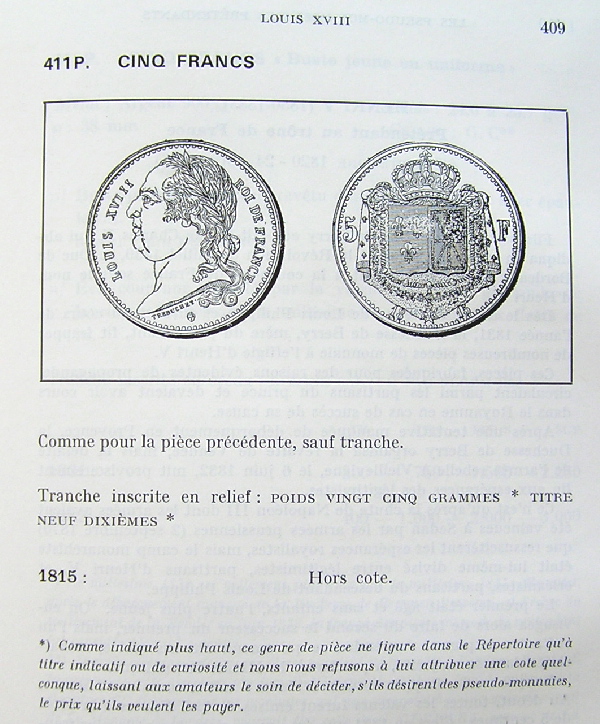 LOUIS XVIII
409
411 P. CINQ FRANCS
LOUIS XVIII ROI DE FRANCE
5 F
Comme pour la pièce précédente, sauf tranche.
Tranche inscrite en relief : POIDS VINGT CINQ GRAMMES * TITRE
NEUF DIXIÈMES *
1815 : Hors cote.
*) Comme indiqué plus haut, ce genre de pièce ne figure dans le Répertoire qu'à
titre indicatif ou de curiosité et nous nous refusons à lui attribuer une cote quel-
conque, laissant aux amateurs le soin de décider, s'ils désirent des pseudo-monnaies,
le prix qu'ils veulent les payer.